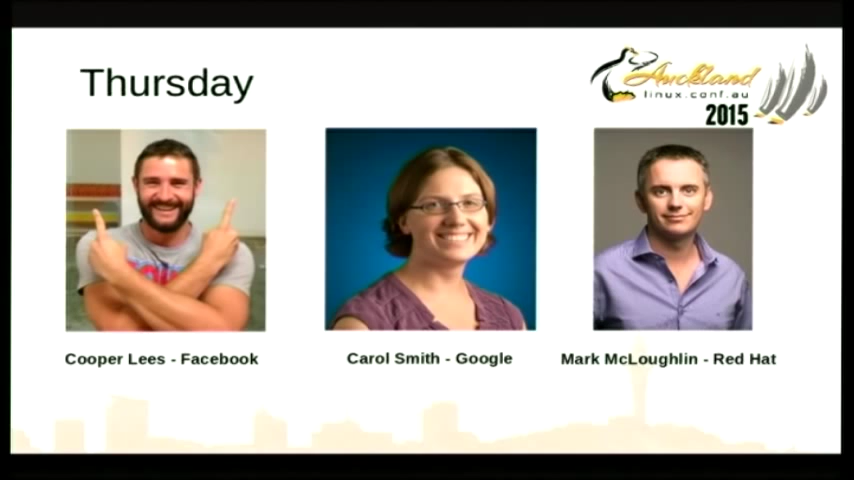 Thursday
Auckland
linux.conf.au
2015
Cooper Lees - Facebook
Carol Smith - Google
Mark McLoughlin - Red Hat